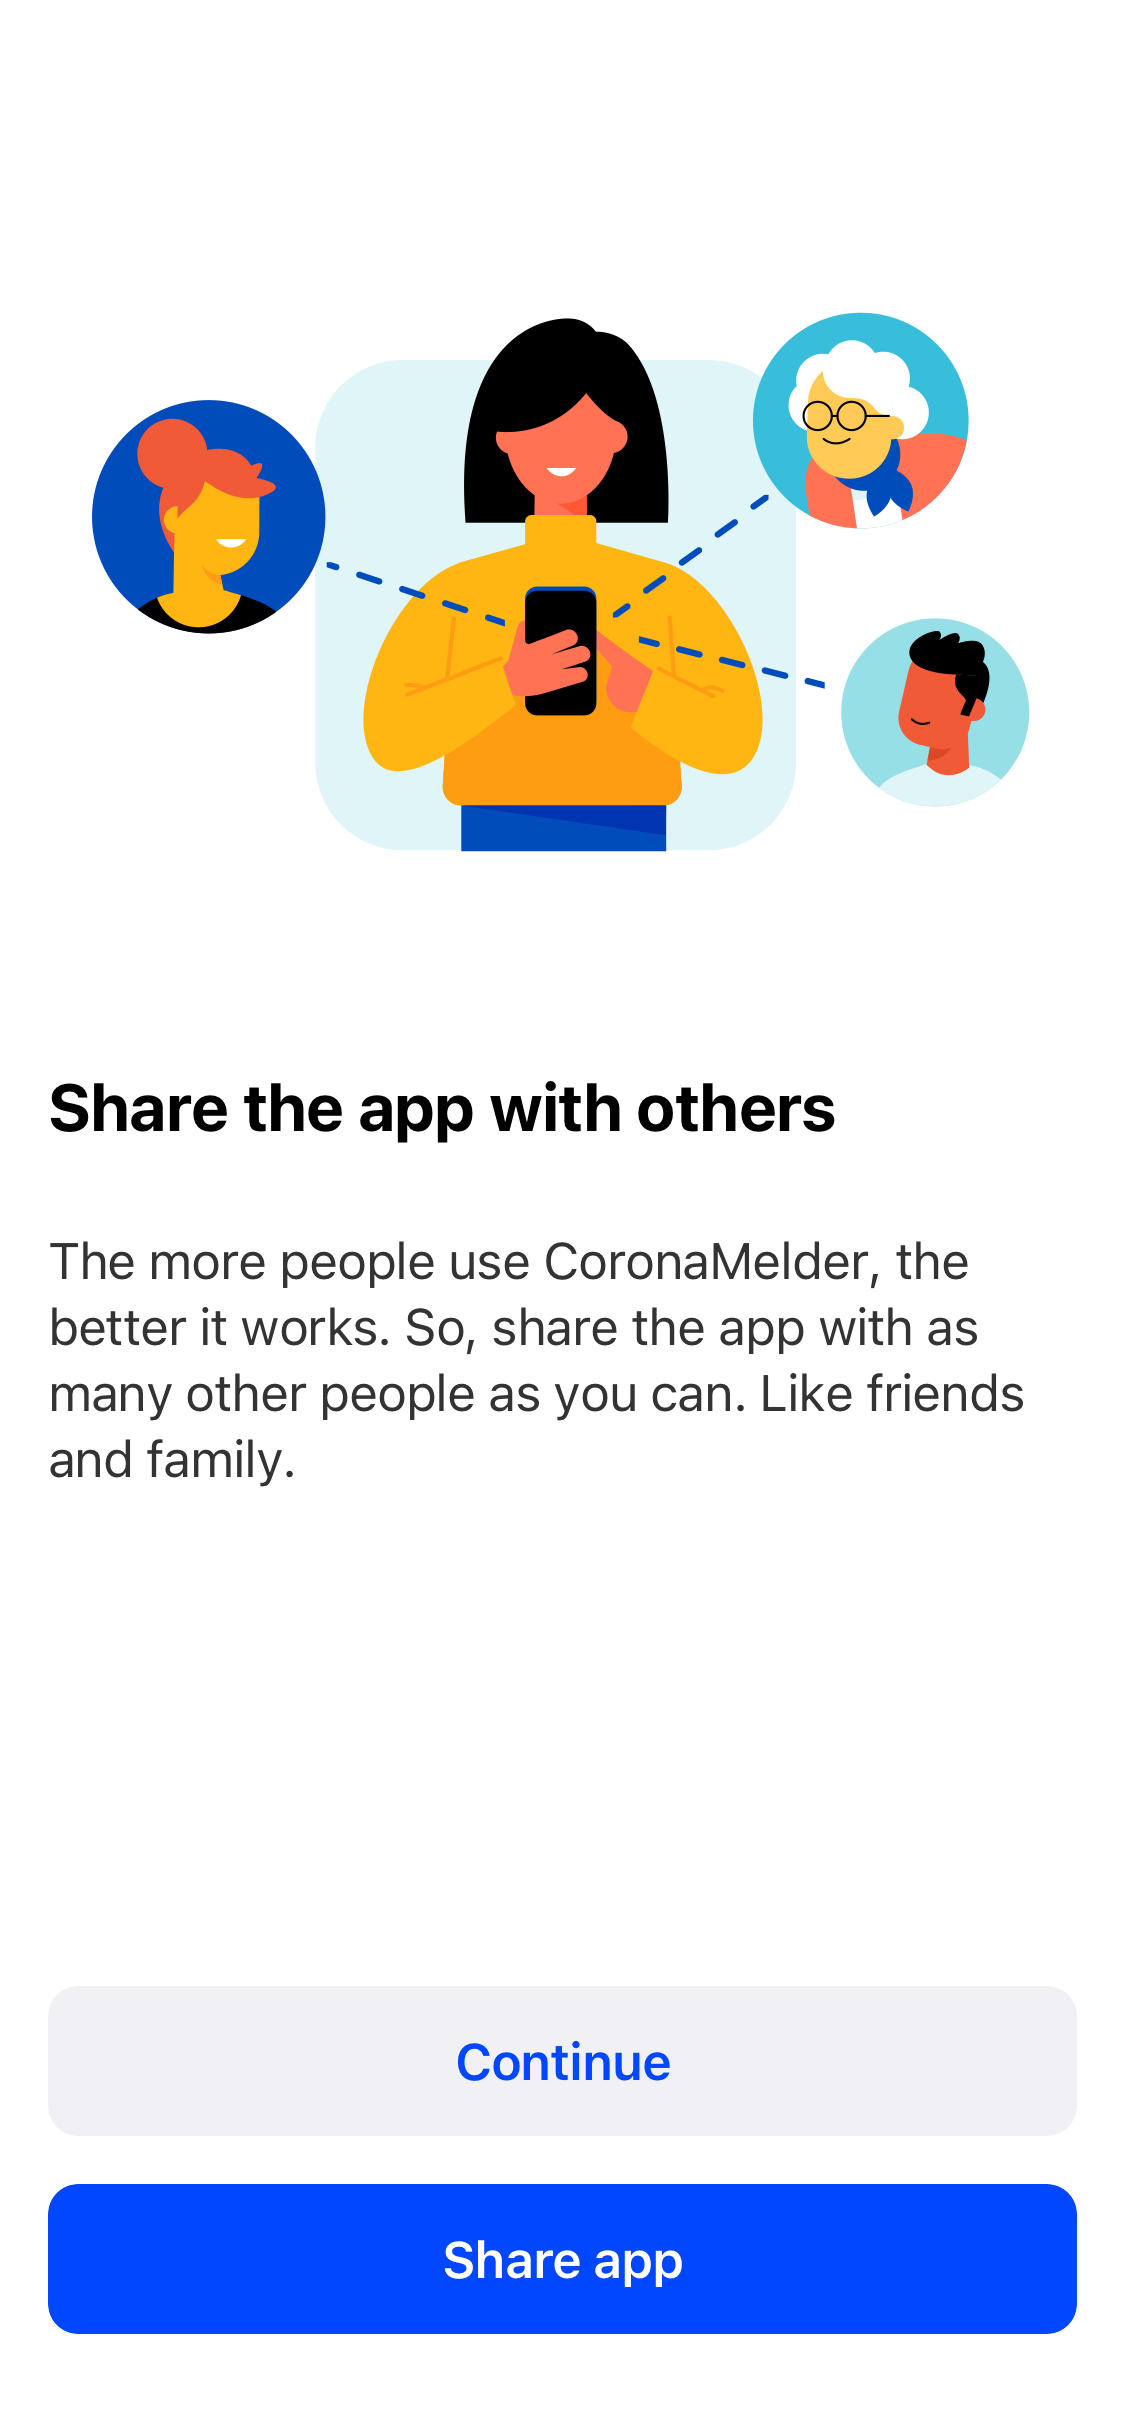 Share the app with others
The more people use CoronaMelder, the
better it works. So, share the app with as
many other people as you can. Like friends
and family.
Continue
Share app